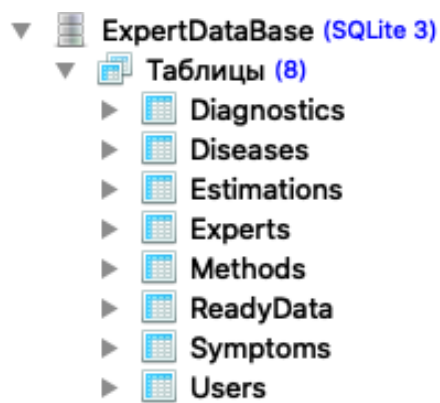 ExpertDataBase (SQLite 3)
Таблицы (8)
Diagnostics
Diseases
Estimations
Experts
Methods
ReadyData
Symptoms
Users